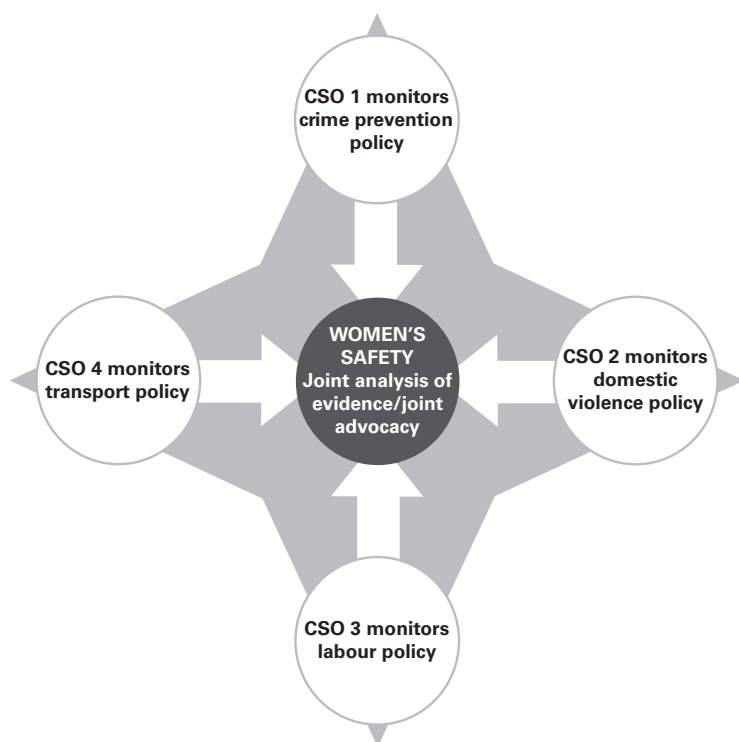 CSO 1 monitors
crime prevention
policy
CSO 4 monitors
transport policy
WOMEN'S
SAFETY
Joint analysis of
evidence/joint
advocacy
CSO 2 monitors
domestic
violence policy
CSO 3 monitors
labour policy